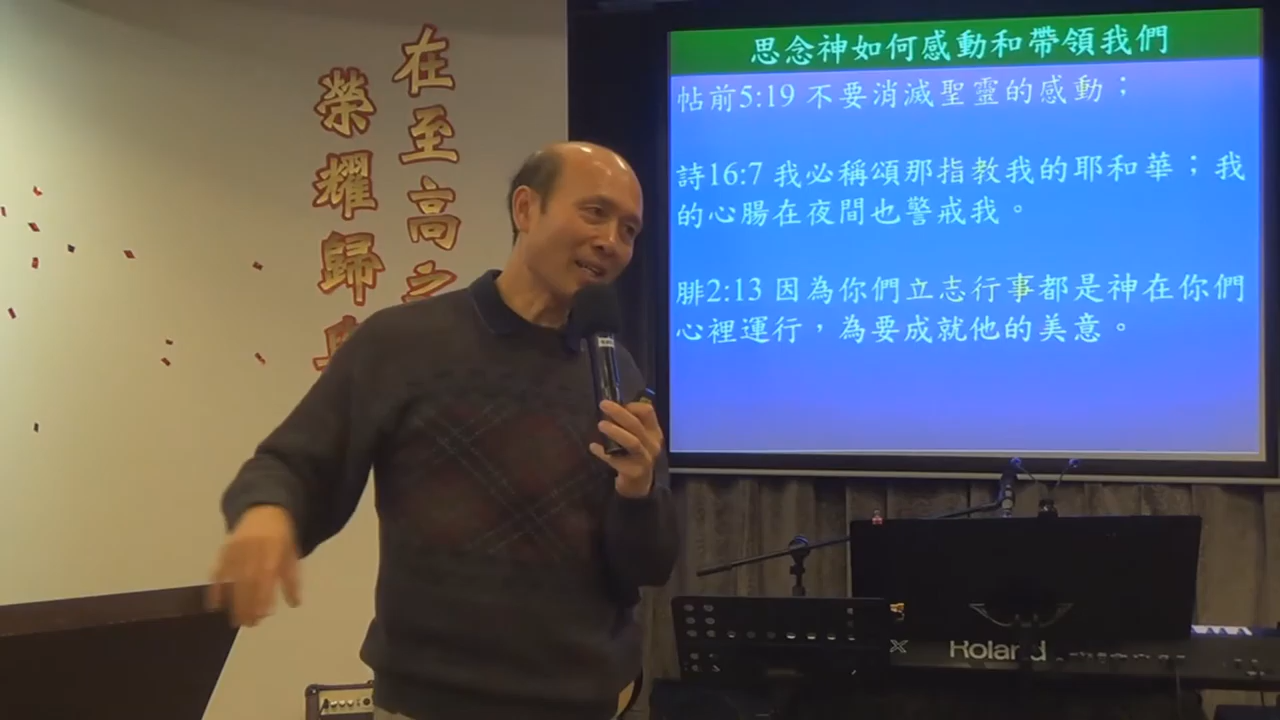 在至高之
榮耀歸與
思念神如何感動和帶領我們
帖前5:19 不要消滅聖靈的感動；
詩16:7 我必稱頌那指教我的耶和華；我
的心腸在夜間也警戒我。
腓2:13 因為你們立志行事都是神在你們
心裡運行，為要成就他的美意。
Roland